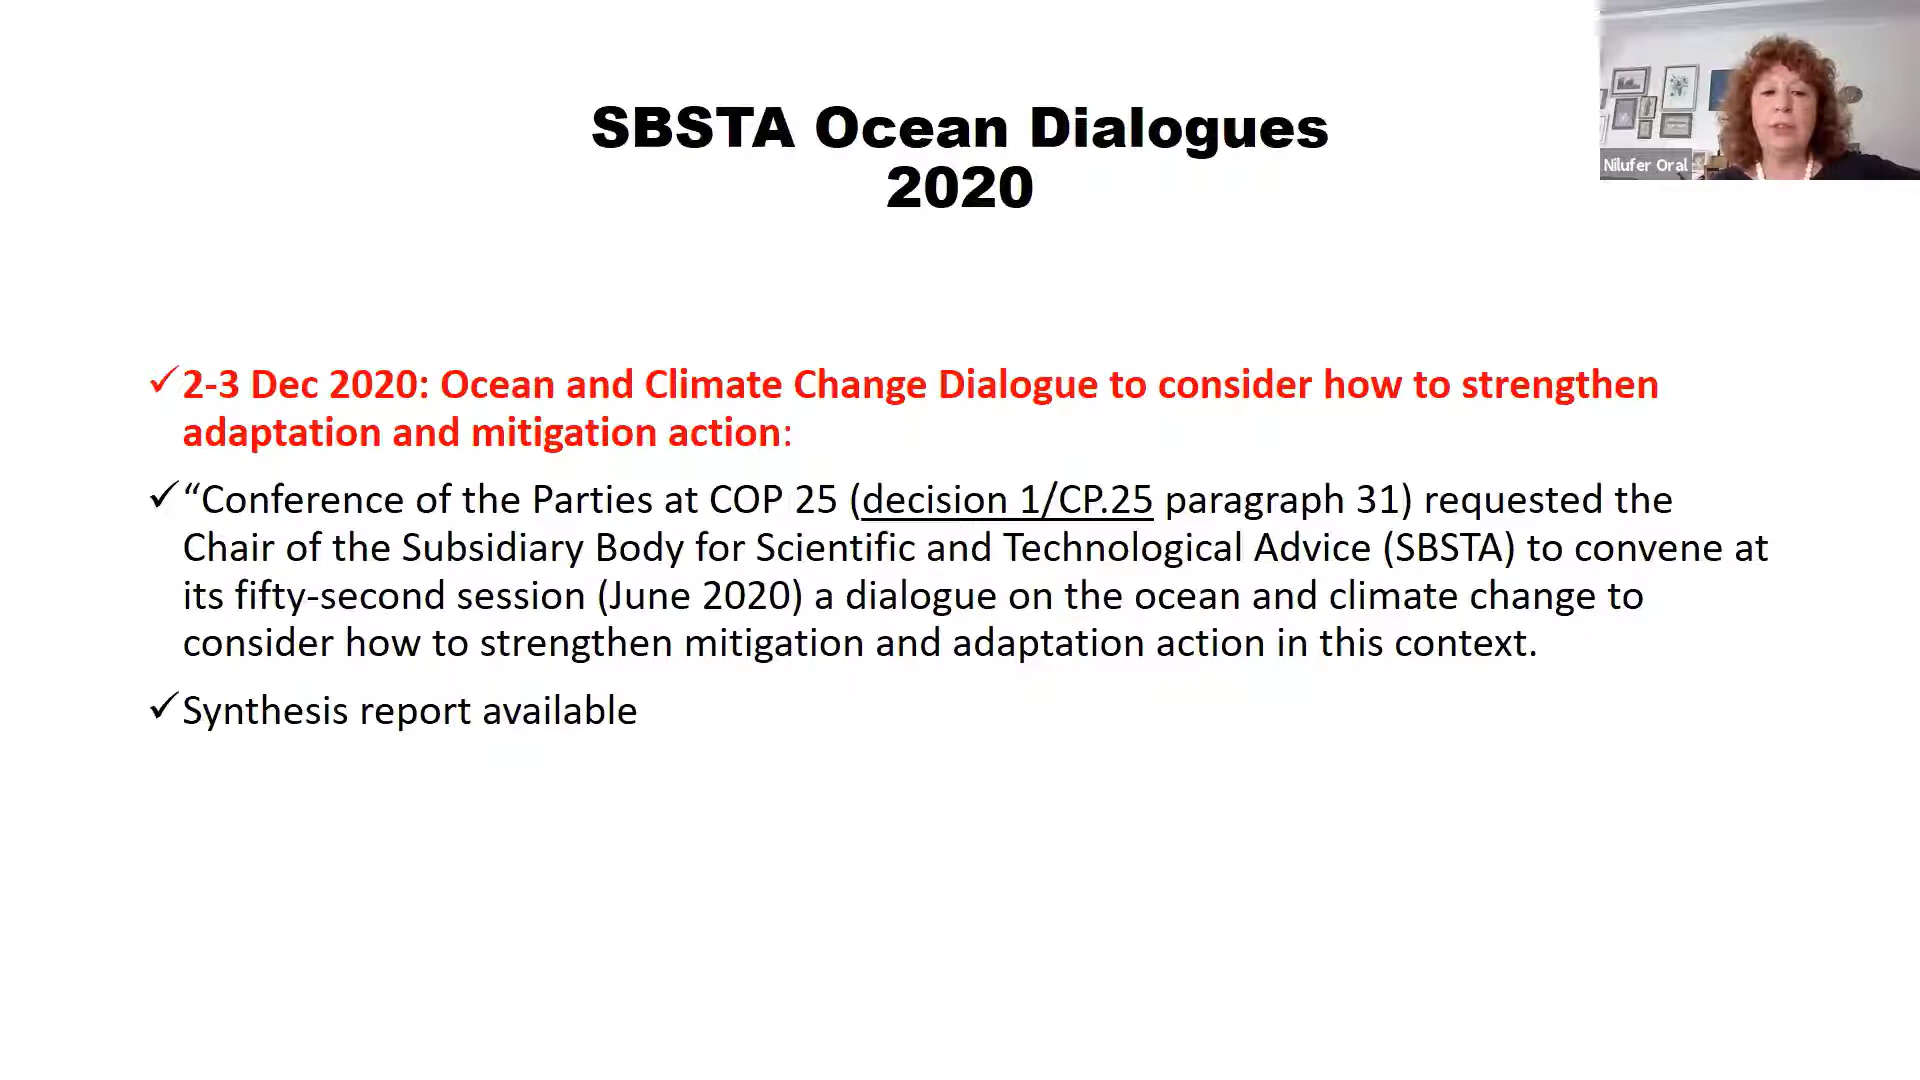 SBSTA Ocean Dialogues
2020
Nilufer Oral
✓2-3 Dec 2020: Ocean and Climate Change Dialogue to consider how to strengthen
adaptation and mitigation action:
✓“Conference of the Parties at COP 25 (decision 1/CP.25 paragraph 31) requested the
Chair of the Subsidiary Body for Scientific and Technological Advice (SBSTA) to convene at
its fifty-second session (June 2020) a dialogue on the ocean and climate change to
consider how to strengthen mitigation and adaptation action in this context.
✓Synthesis report available